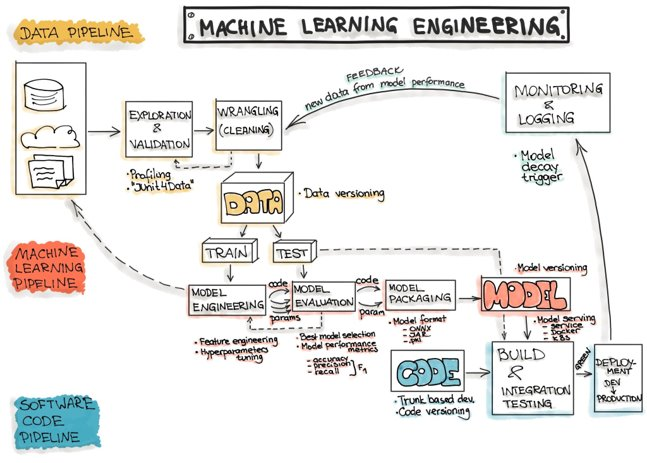 DATA PIPELINE
MACHINE LEARNING ENGINEERING
EXPLORATION
&
VALIDATION
• Profiling
• "JUnit4Data"
WRANGLING
(CLEANING)
FEEDBACK
new data from model performance
MONITORING
&
LOGGING
• Model
decay
trigger
DATA
• Data versioning
TRAIN
TEST
MACHINE
LEARNING
PIPELINE
MODEL
ENGINEERING
• Feature engineering
• Hyperparameters
tuning
code
params
MODEL
EVALUATION
• Best model selection
• Model performance
metrics
- accuracy
- precision
- recall
F1
code
param
MODEL
PACKAGING
• Model format
- ONNX
- JAR
- pkl
• Model versioning
MODEL
• Model serving
- service
- Docker
- K8S
SOFTWARE
CODE
PIPELINE
CODE
• Trunk based dev.
• Code versioning
BUILD
&
INTEGRATION
TESTING
GREEN
DEPLOY-
MENT
DEV
PRODUCTION